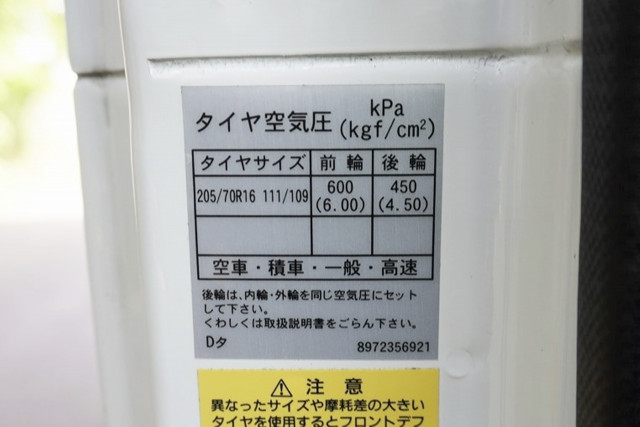 タイヤ空気圧 kPa (kgf/cm²)
タイヤサイズ 前輪 後輪
205/70R16 111/109 600 (6.00) 450 (4.50)
空車・積車・一般・高速
後輪は、内輪・外輪を同じ空気圧にセット
して下さい。
くわしくは取扱説明書をごらん下さい。
Dタ 8972356921
⚠ 注意
異なったサイズや摩耗差の大きい
タイヤを使用するとフロントデフ